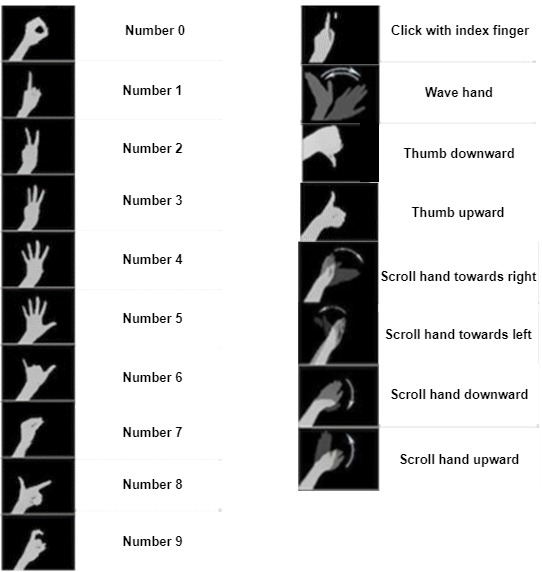 Number 0
Number 1
Number 2
Number 3
Number 4
Number 5
Number 6
Number 7
Number 8
Number 9
Click with index finger
Wave hand
Thumb downward
Thumb upward
Scroll hand towards right
Scroll hand towards left
Scroll hand downward
Scroll hand upward